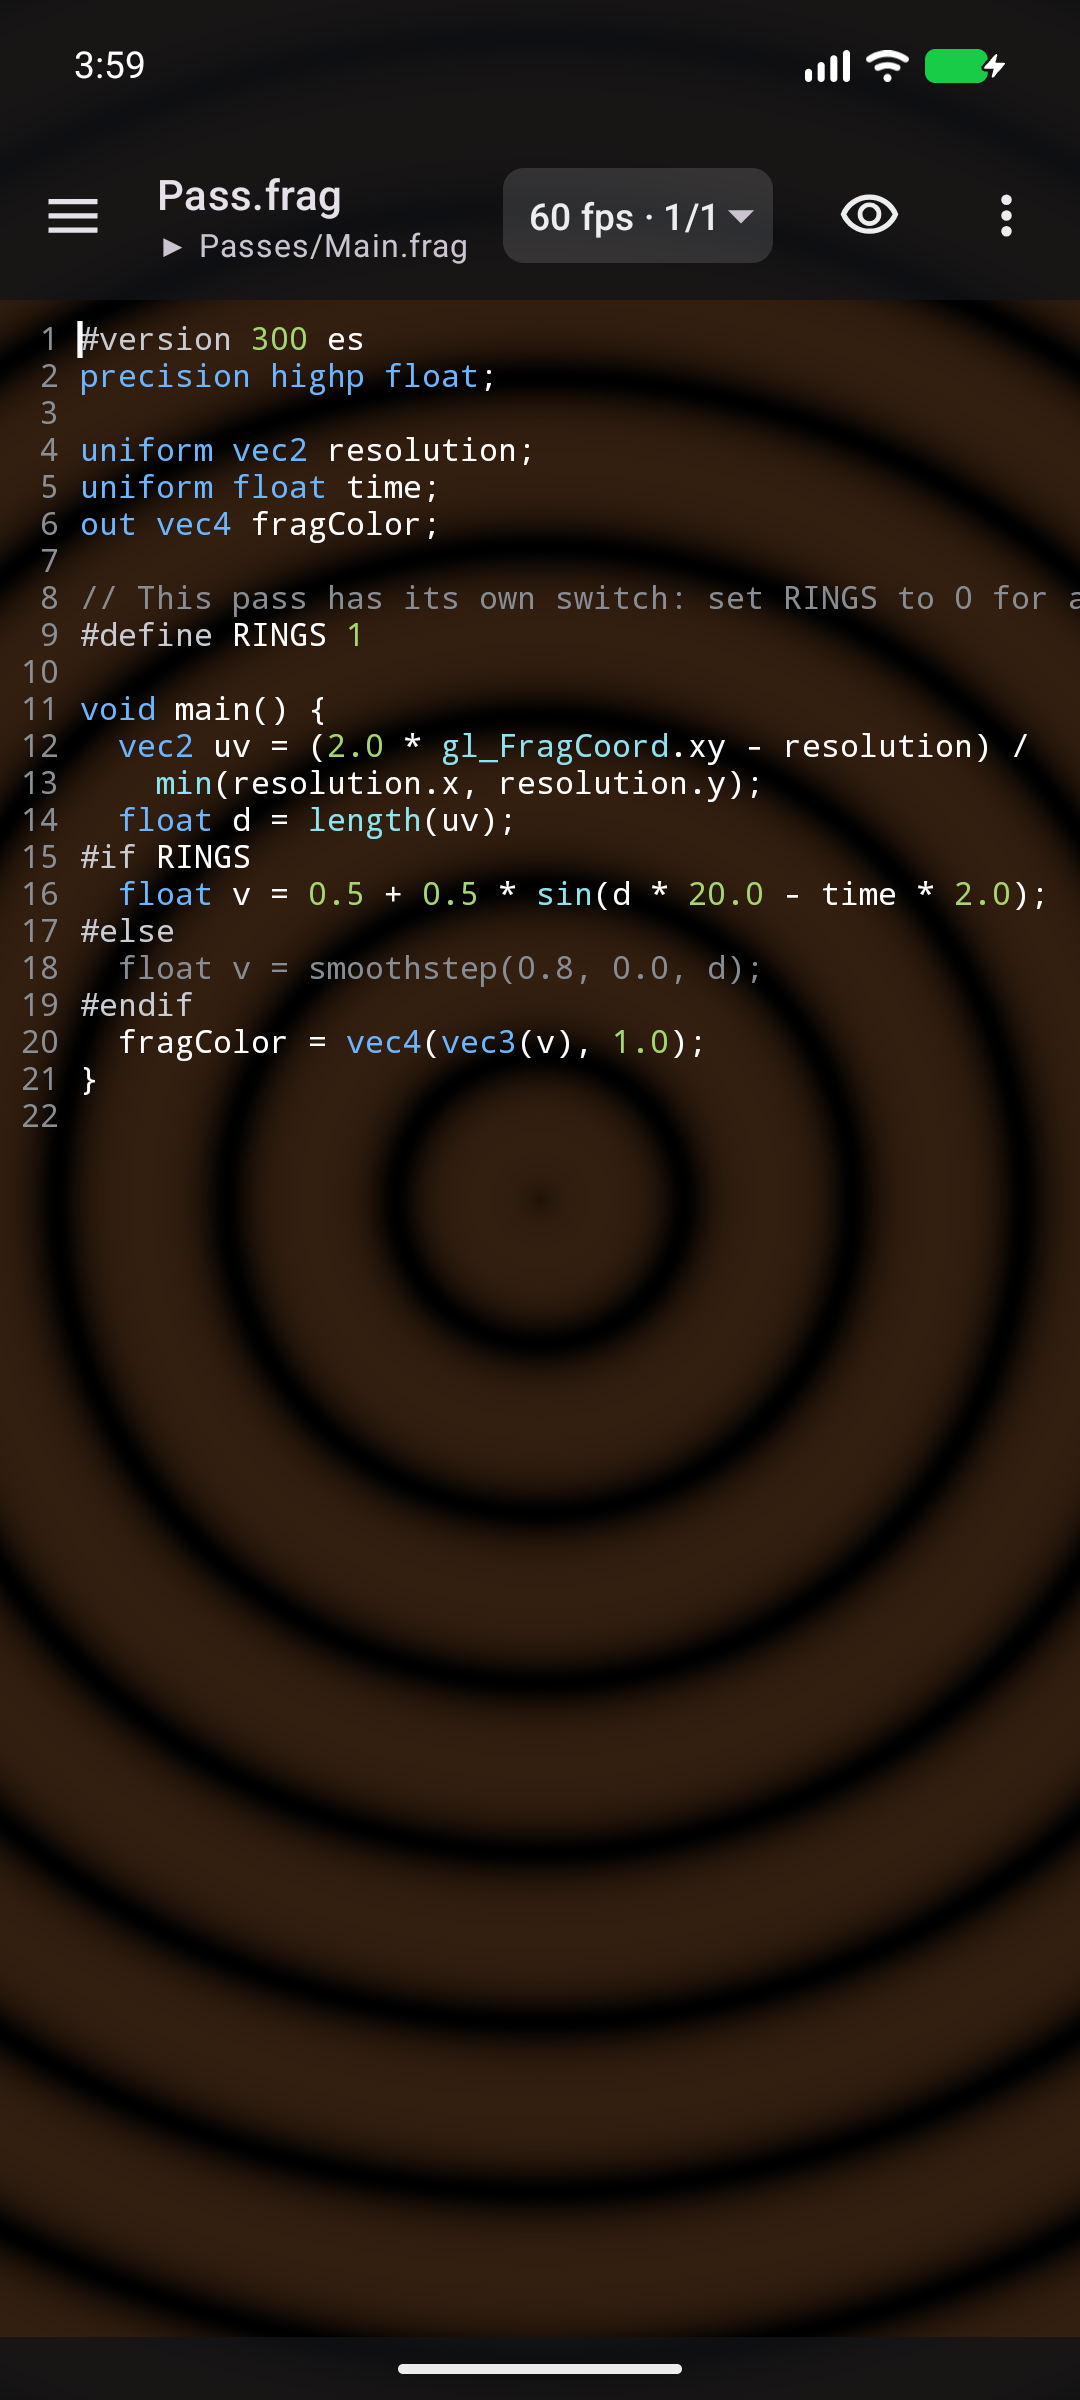 3:59
Pass.frag
► Passes/Main.frag
60 fps · 1/1
1 #version 300 es
2 precision highp float;
3
4 uniform vec2 resolution;
5 uniform float time;
6 out vec4 fragColor;
7
8 // This pass has its own switch: set RINGS to 0 for a
9 #define RINGS 1
10
11 void main() {
12   vec2 uv = (2.0 * gl_FragCoord.xy - resolution) /
13     min(resolution.x, resolution.y);
14   float d = length(uv);
15 #if RINGS
16   float v = 0.5 + 0.5 * sin(d * 20.0 - time * 2.0);
17 #else
18   float v = smoothstep(0.8, 0.0, d);
19 #endif
20   fragColor = vec4(vec3(v), 1.0);
21 }
22